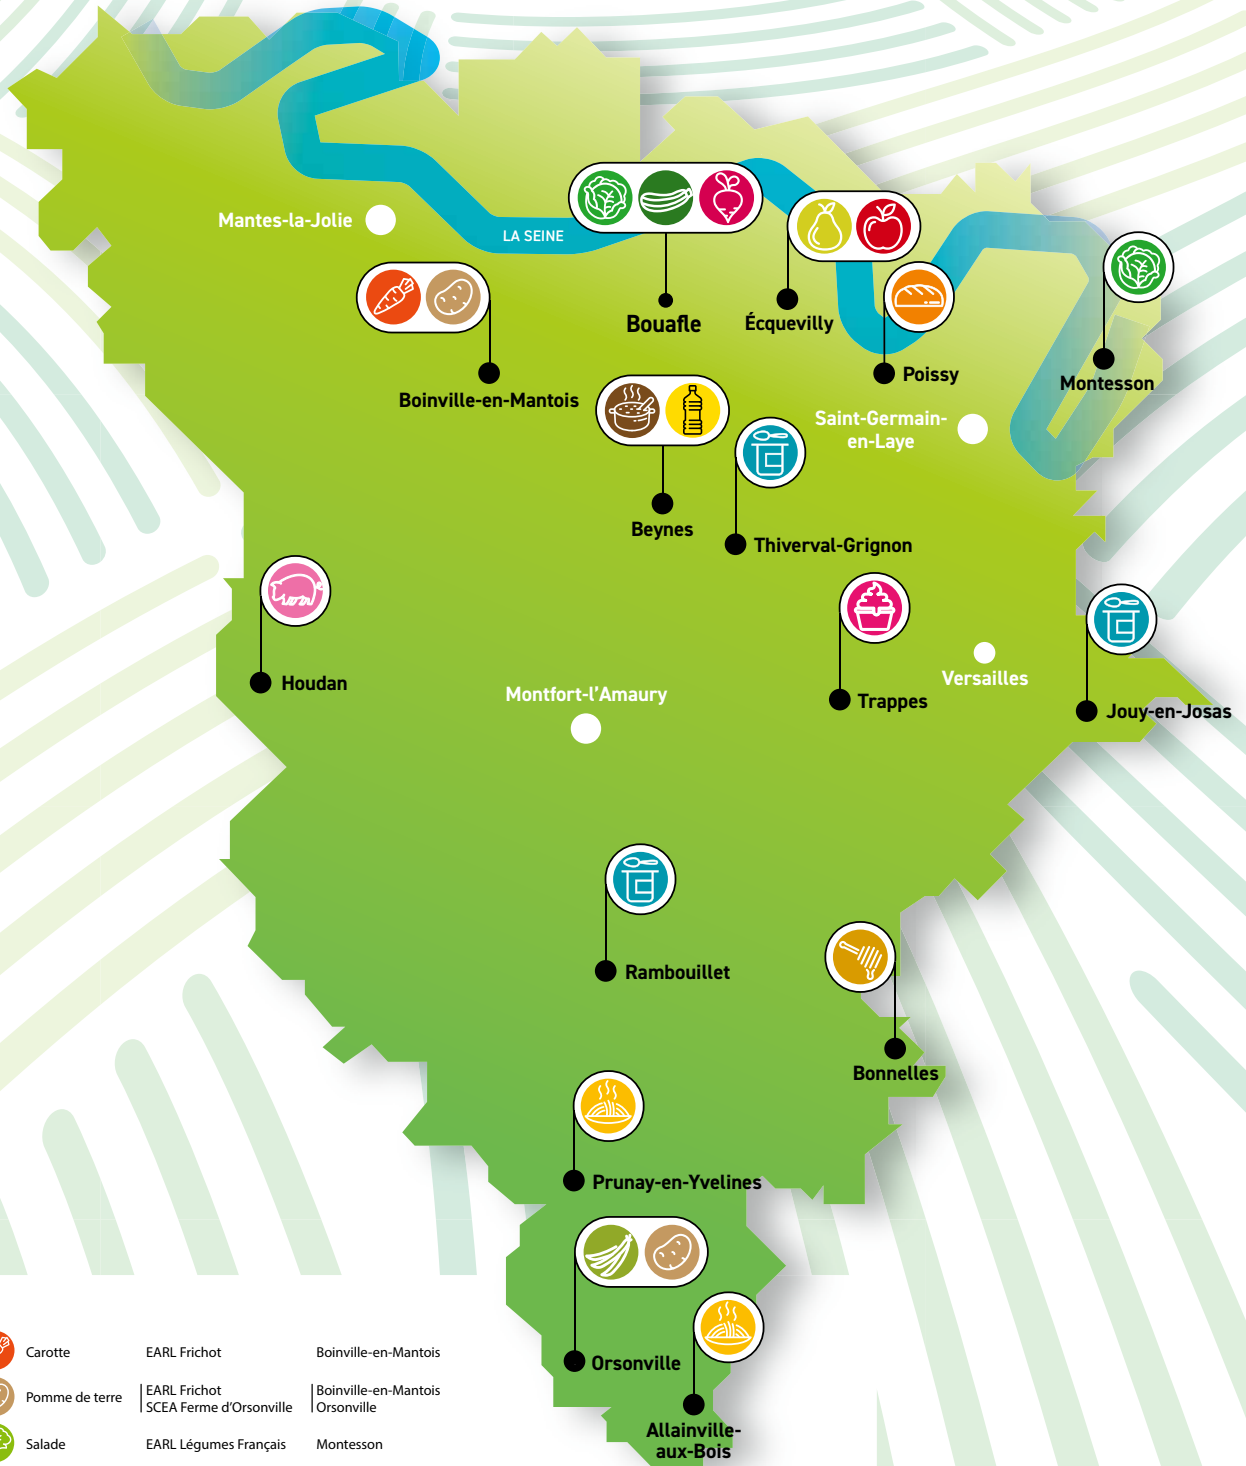 Mantes-la-Jolie
LA SEINE
Bouafle
Écquevilly
Poissy
Montesson
Boinville-en-Mantois
Saint-Germain-
en-Laye
Beynes
Thiverval-Grignon
Houdan
Montfort-l'Amaury
Trappes
Versailles
Jouy-en-Josas
Rambouillet
Bonnelles
Prunay-en-Yvelines
Orsonville
Allainville-
aux-Bois
Carotte EARL Frichot Boinville-en-Mantois
Pomme de terre EARL Frichot Boinville-en-Mantois
SCEA Ferme d'Orsonville Orsonville
Salade EARL Légumes Français Montesson